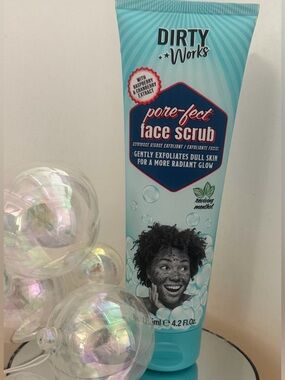 DIRTY
Works
WITH
RASPBERRY
& CRANBERRY
EXTRACT
pore-fect
face scrub
GENTLY EXFOLIATES DULL SKIN
FOR A MORE RADIANT GLOW
ml e 4.2 Fl.Oz